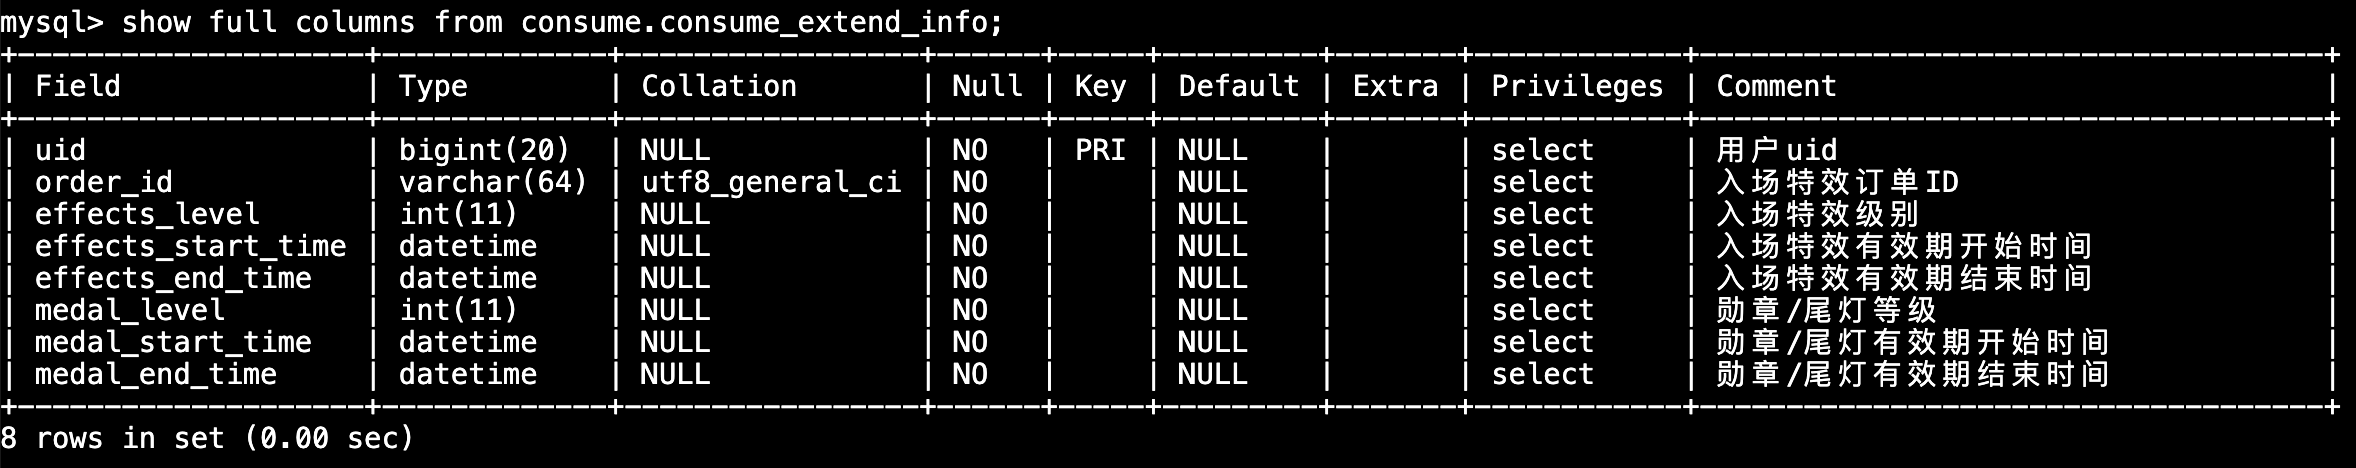 mysql> show full columns from consume.consume_extend_info;
+--------------------+-------------+-----------------+------+-----+---------+-------+------------+-------------------------------------+
| Field | Type | Collation | Null | Key | Default | Extra | Privileges | Comment |
+--------------------+-------------+-----------------+------+-----+---------+-------+------------+-------------------------------------+
| uid | bigint(20) | NULL | NO | PRI | NULL | | select | 用户uid |
| order_id | varchar(64) | utf8_general_ci | NO | | NULL | | select | 入场特效订单ID |
| effects_level | int(11) | NULL | NO | | NULL | | select | 入场特效级别 |
| effects_start_time | datetime | NULL | NO | | NULL | | select | 入场特效有效期开始时间 |
| effects_end_time | datetime | NULL | NO | | NULL | | select | 入场特效有效期结束时间 |
| medal_level | int(11) | NULL | NO | | NULL | | select | 勋章/尾灯等级 |
| medal_start_time | datetime | NULL | NO | | NULL | | select | 勋章/尾灯有效期开始时间 |
| medal_end_time | datetime | NULL | NO | | NULL | | select | 勋章/尾灯有效期结束时间 |
+--------------------+-------------+-----------------+------+-----+---------+-------+------------+-------------------------------------+
8 rows in set (0.00 sec)